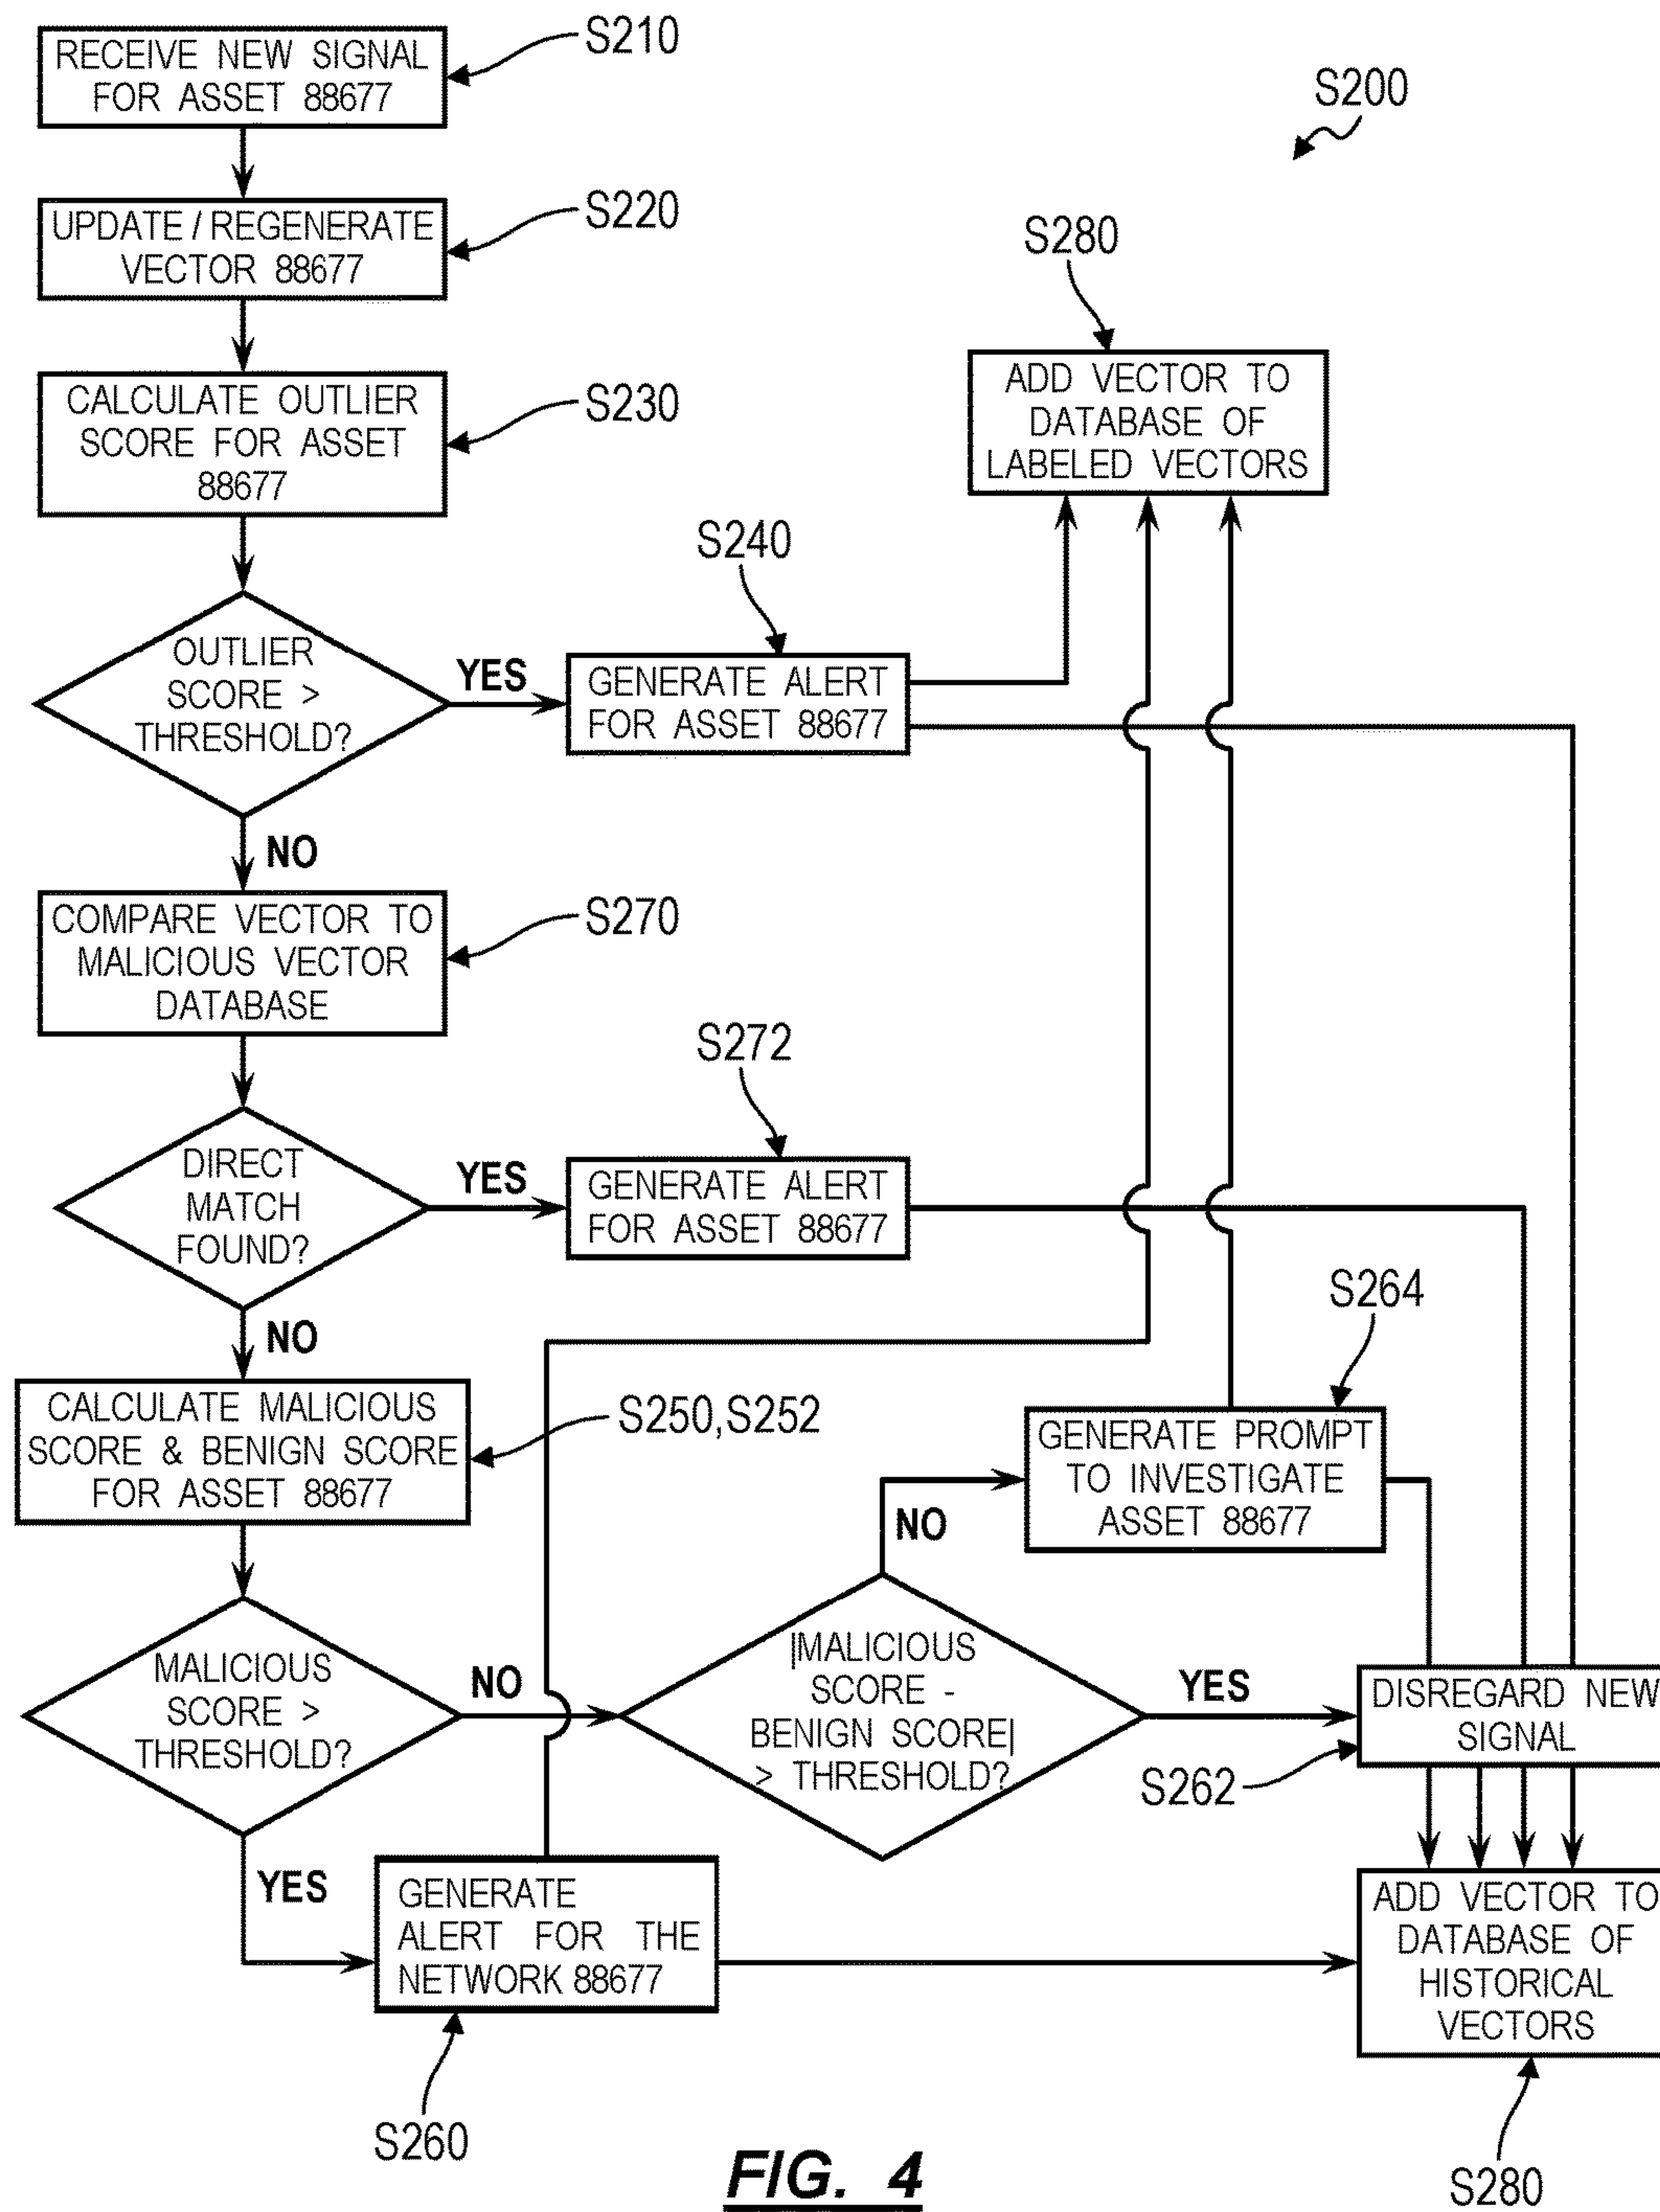 S210
RECEIVE NEW SIGNAL
FOR ASSET 88677
S200
S220
UPDATE / REGENERATE
VECTOR 88677
S280
ADD VECTOR TO
DATABASE OF
LABELED VECTORS
S230
CALCULATE OUTLIER
SCORE FOR ASSET
88677
S240
OUTLIER
SCORE >
THRESHOLD?
YES
GENERATE ALERT
FOR ASSET 88677
NO
S270
COMPARE VECTOR TO
MALICIOUS VECTOR
DATABASE
S272
DIRECT
MATCH
FOUND?
YES
GENERATE ALERT
FOR ASSET 88677
NO
S264
S250,S252
CALCULATE MALICIOUS
SCORE & BENIGN SCORE
FOR ASSET 88677
GENERATE PROMPT
TO INVESTIGATE
ASSET 88677
NO
MALICIOUS
SCORE >
THRESHOLD?
NO
|MALICIOUS
SCORE -
BENIGN SCORE|
> THRESHOLD?
YES
DISREGARD NEW
SIGNAL
S262
YES
GENERATE
ALERT FOR THE
NETWORK 88677
ADD VECTOR TO
DATABASE OF
HISTORICAL
VECTORS
S260
S280
FIG. 4